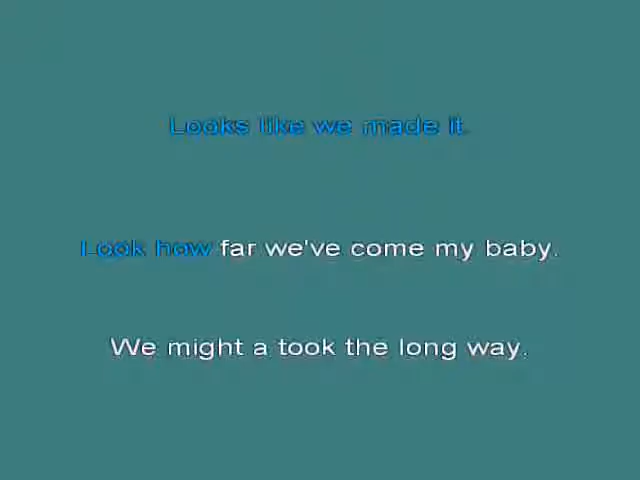 Looks like we made it.
Look how far we've come my baby.
We might a took the long way.